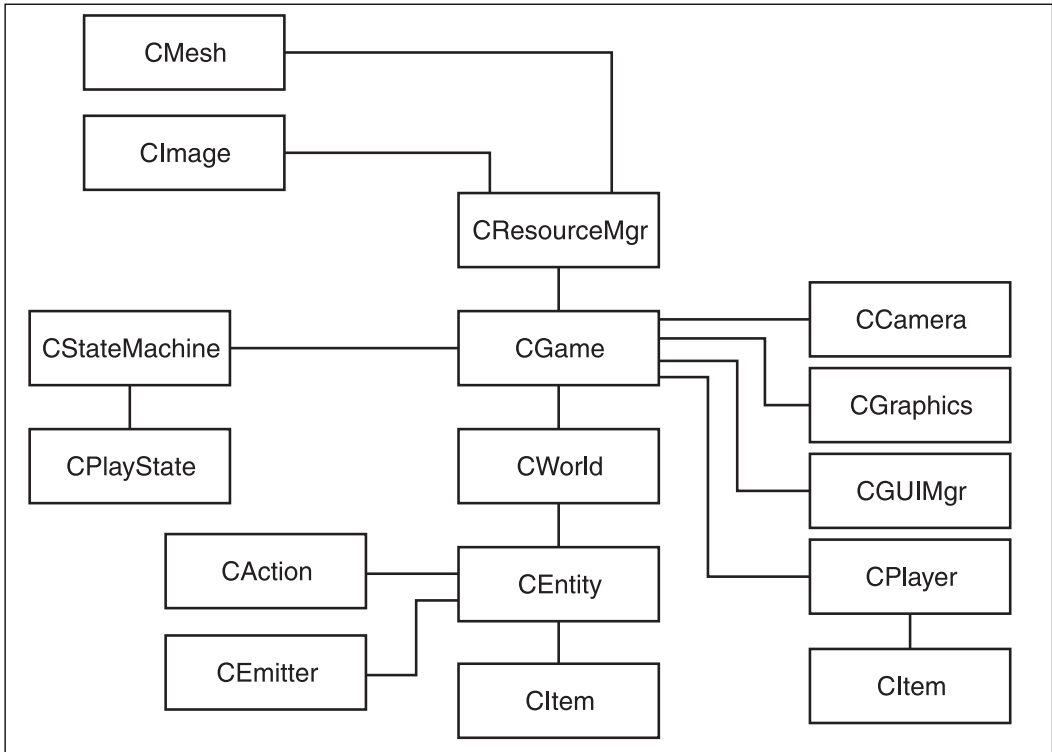 CMesh
CImage
CResourceMgr
CStateMachine
CGame
CCamera
CGraphics
CPlayState
CWorld
CGUIMgr
CAction
CEntity
CPlayer
CEmitter
CItem
CItem